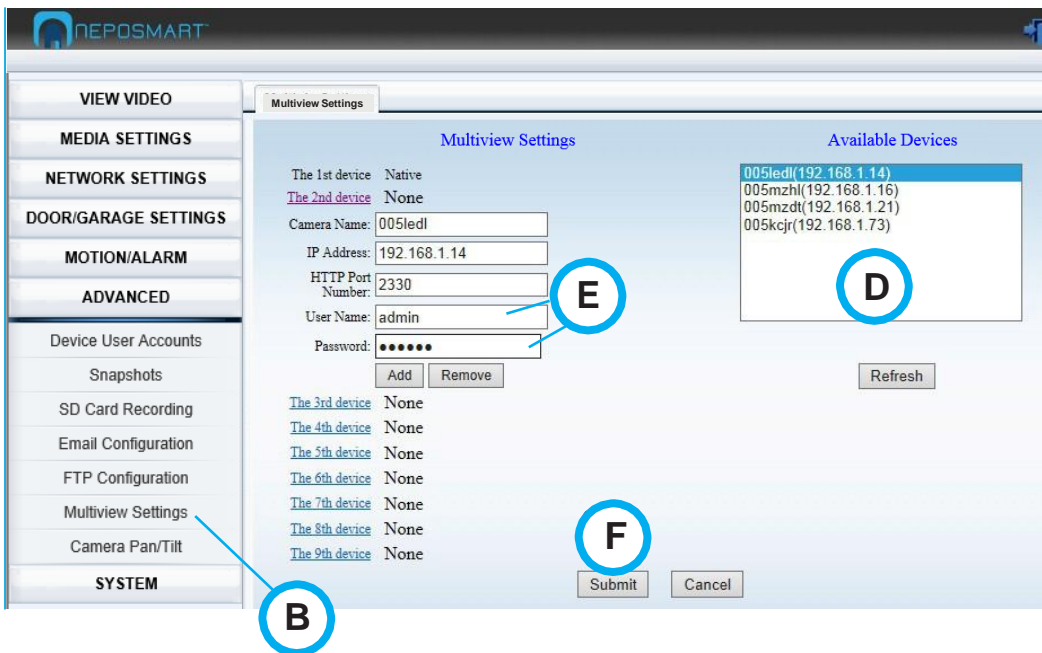 NEPOSMART
VIEW VIDEO
MEDIA SETTINGS
NETWORK SETTINGS
DOOR/GARAGE SETTINGS
MOTION/ALARM
ADVANCED
Device User Accounts
Snapshots
SD Card Recording
Email Configuration
FTP Configuration
Multiview Settings
Camera Pan/Tilt
SYSTEM
B
Multiview Settings
Multiview Settings
The 1st device Native
The 2nd device None
Camera Name: 005ledl
IP Address: 192.168.1.14
HTTP Port
Number: 2330
User Name: admin
Password: ●●●●●●
E
Add Remove
The 3rd device None
The 4th device None
The 5th device None
The 6th device None
The 7th device None
The 8th device None
The 9th device None
F
Submit Cancel
Available Devices
005ledl(192.168.1.14)
005mzhl(192.168.1.16)
005mzdt(192.168.1.21)
005kcjr(192.168.1.73)
D
Refresh